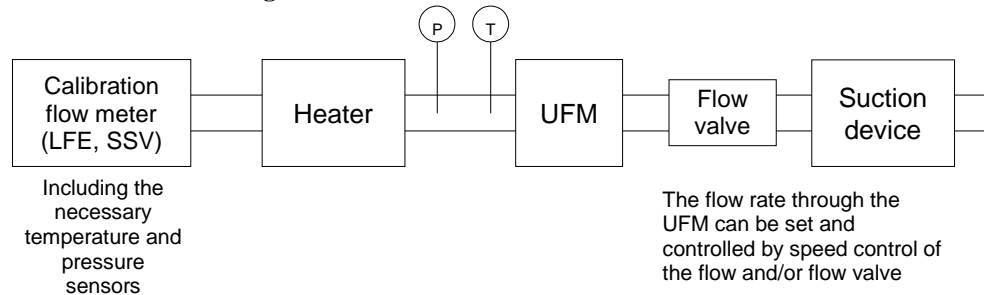 P T
Calibration
flow meter
(LFE, SSV)
Heater
UFM
Flow
valve
Suction
device
Including the
necessary
temperature and
pressure
sensors
The flow rate through the
UFM can be set and
controlled by speed control of
the flow and/or flow valve